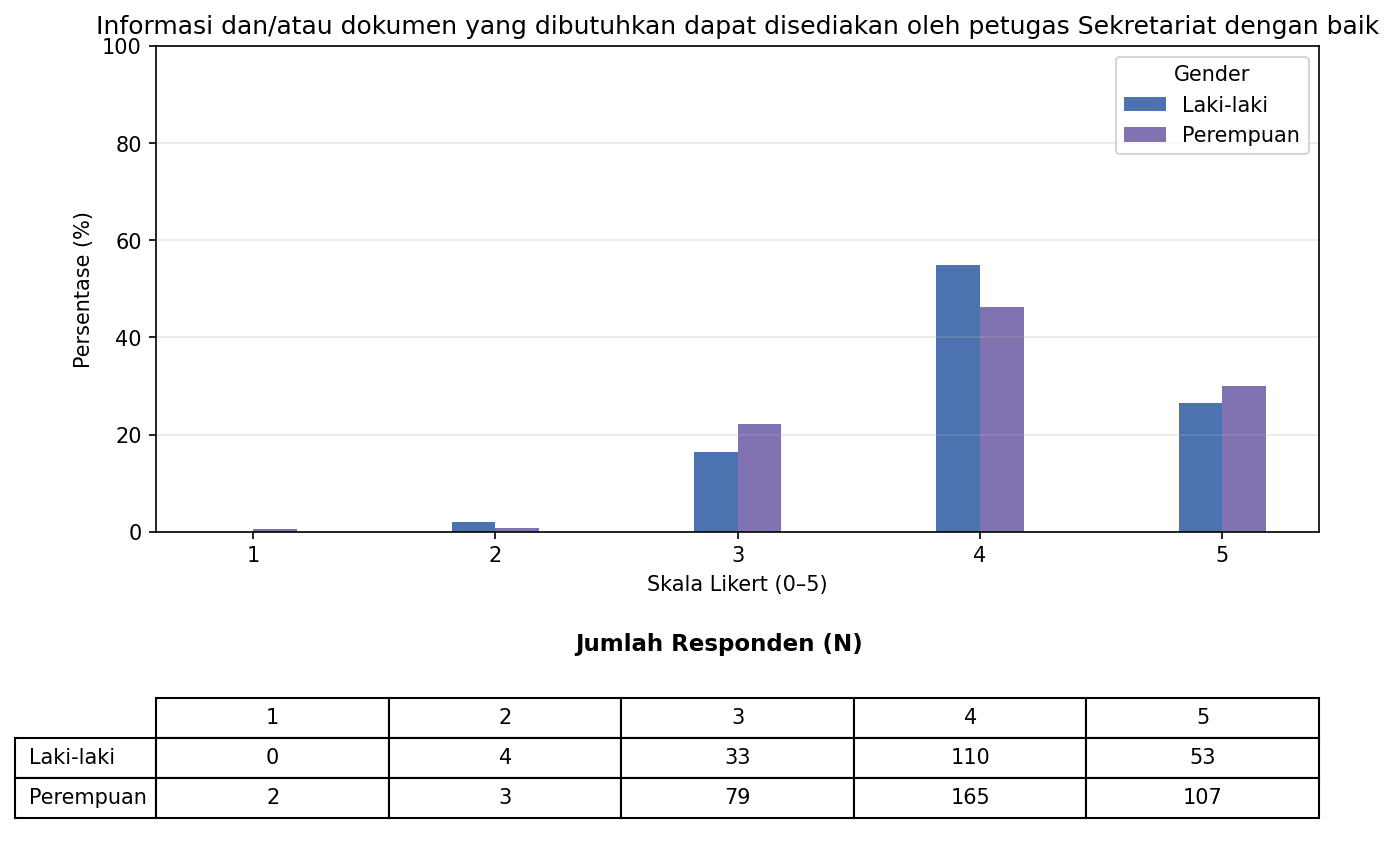 Informasi dan/atau dokumen yang dibutuhkan dapat disediakan oleh petugas Sekretariat dengan baik
100
80
60
40
20
0
Persentase (%)
Gender
Laki-laki
Perempuan
1 2 3 4 5
Skala Likert (0–5)
Jumlah Responden (N)
1 2 3 4 5
Laki-laki 0 4 33 110 53
Perempuan 2 3 79 165 107